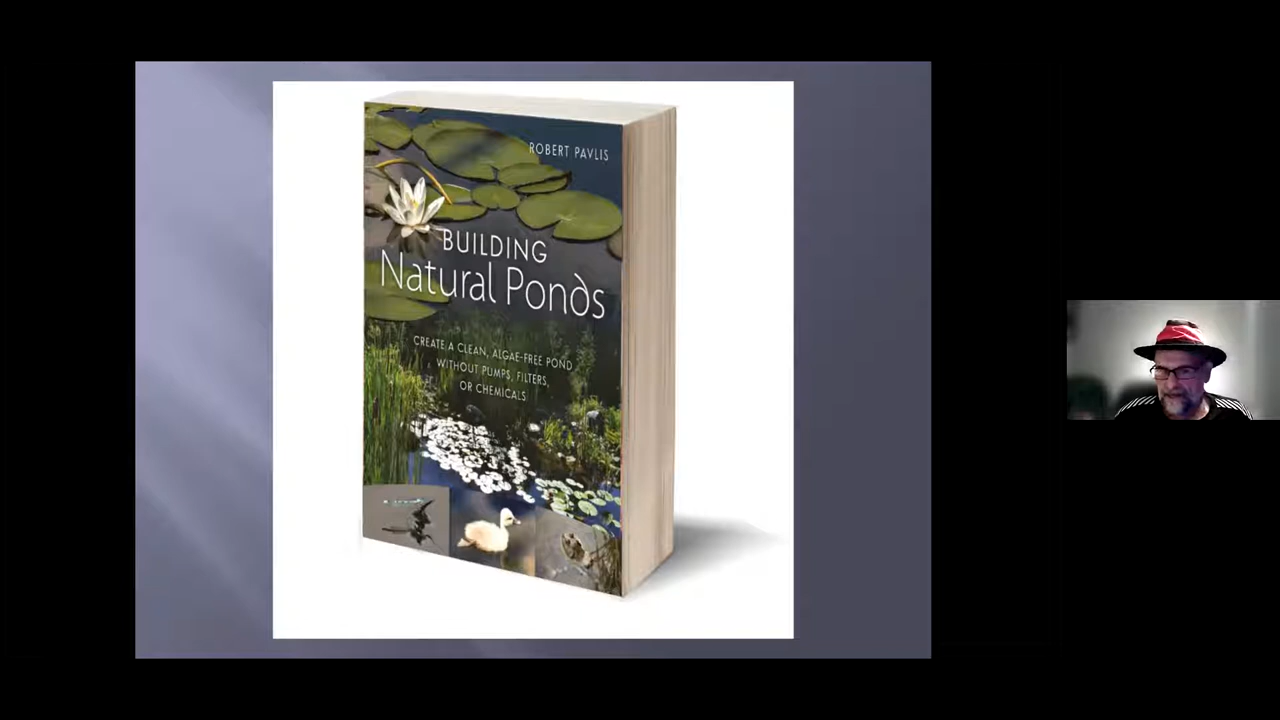 ROBERT PAVLIS
BUILDING
Natural Ponds
CREATE A CLEAN, ALGAE-FREE POND
WITHOUT PUMPS, FILTERS,
OR CHEMICALS